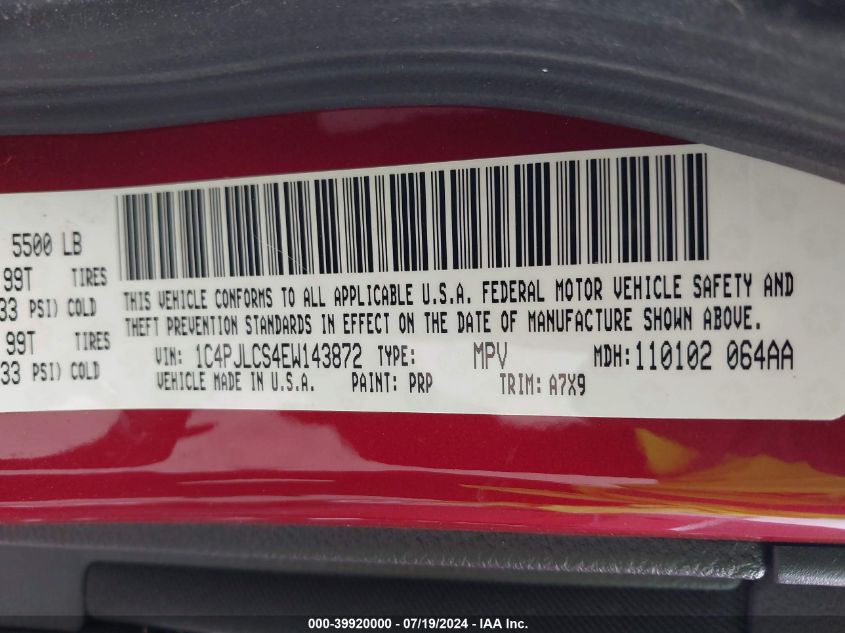 5500 LB
99T TIRES
33 PSI) COLD
99T TIRES
33 PSI) COLD
THIS VEHICLE CONFORMS TO ALL APPLICABLE U.S.A. FEDERAL MOTOR VEHICLE SAFETY AND
THEFT PREVENTION STANDARDS IN EFFECT ON THE DATE OF MANUFACTURE SHOWN ABOVE.
VIN: 1C4PJLCS4EW143872 TYPE: MPV MDH: 110102 064AA
VEHICLE MADE IN U.S.A. PAINT: PRP TRIM: A7X9
000-39920000 - 07/19/2024 - IAA Inc.